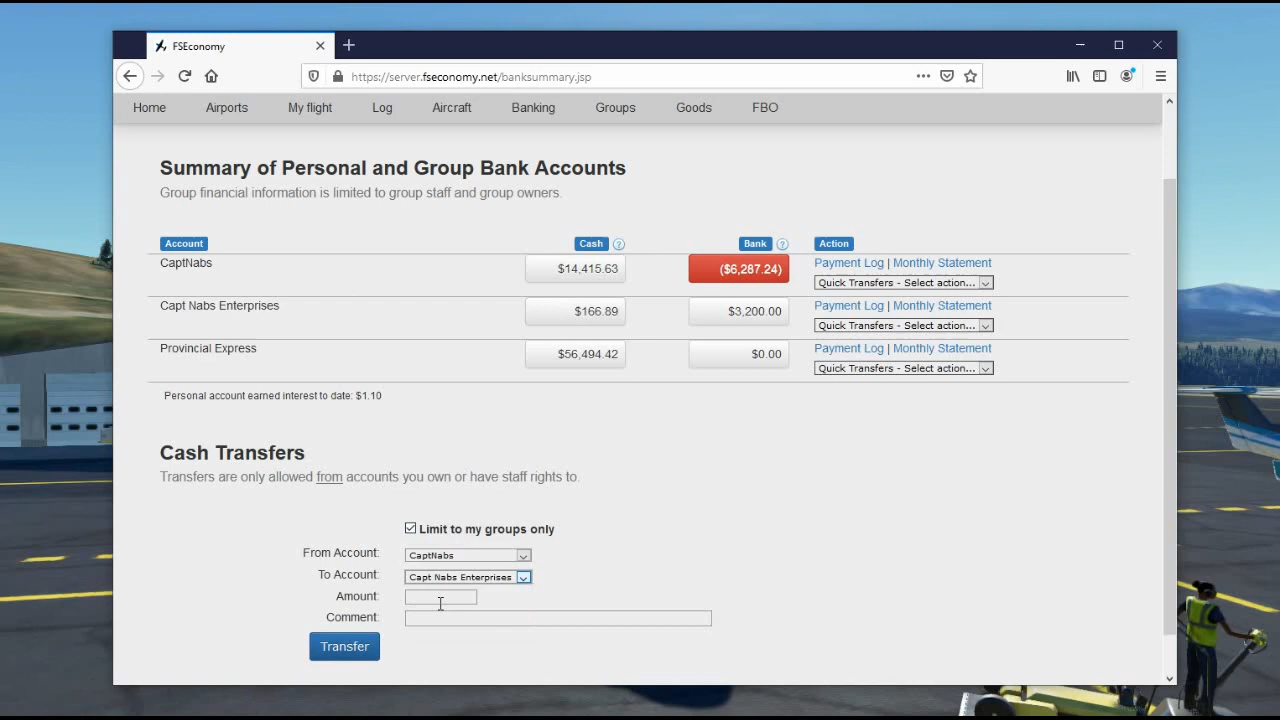 FSEconomy
https://server.fseconomy.net/banksummary.jsp
Home Airports My flight Log Aircraft Banking Groups Goods FBO
Summary of Personal and Group Bank Accounts
Group financial information is limited to group staff and group owners.
Account Cash ? Bank ? Action
CaptNabs $14,415.63 ($6,287.24) Payment Log | Monthly Statement
Quick Transfers - Select action...
Capt Nabs Enterprises $166.89 $3,200.00 Payment Log | Monthly Statement
Quick Transfers - Select action...
Provincial Express $56,494.42 $0.00 Payment Log | Monthly Statement
Quick Transfers - Select action...
Personal account earned interest to date: $1.10
Cash Transfers
Transfers are only allowed from accounts you own or have staff rights to.
Limit to my groups only
From Account: CaptNabs
To Account: Capt Nabs Enterprises
Amount:
Comment:
Transfer